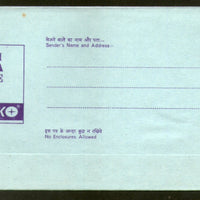 भेजने वाले का नाम और पता :-
Sender's Name and Address :-
इस पत्र के अन्दर कुछ न रखिये
No Enclosures Allowed